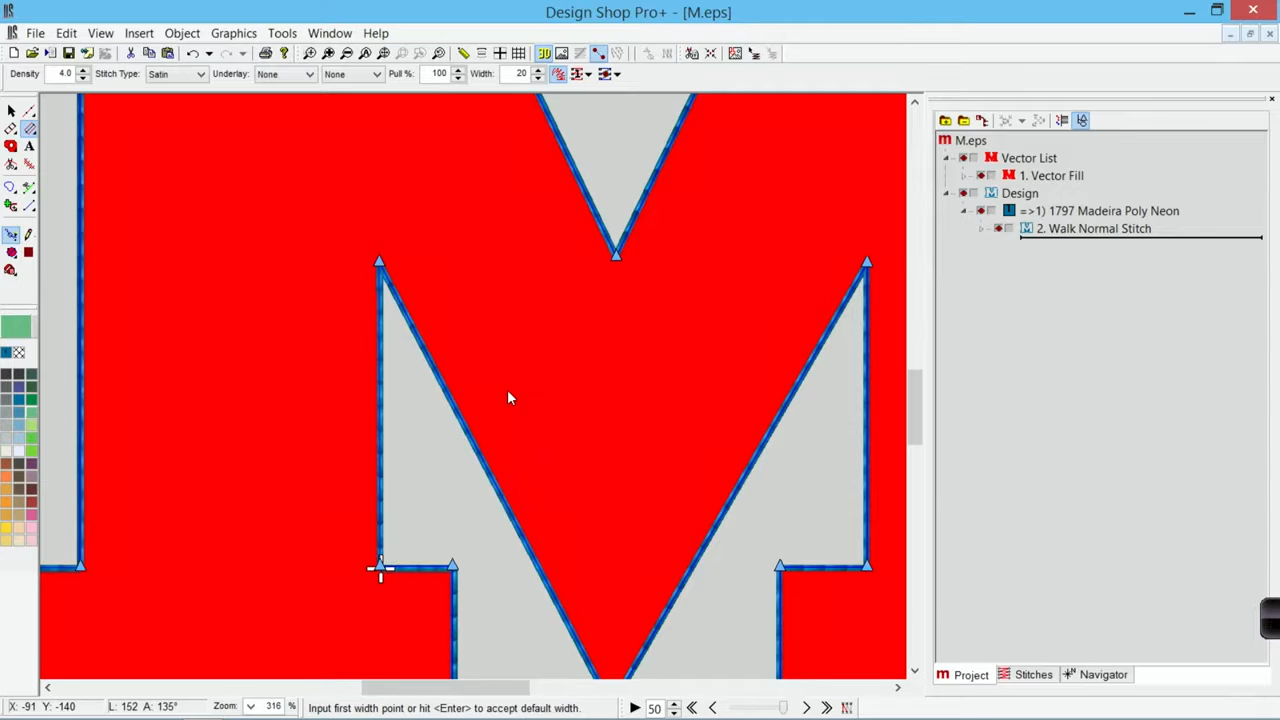 Design Shop Pro+ - [M.eps]
File Edit View Insert Object Graphics Tools Window Help
3D
Density 4.0 Stitch Type: Satin Underlay: None None Pull % 100 Width: 20
A
M.eps
Vector List
1. Vector Fill
Design
=>1) 1797 Madeira Poly Neon
2. Walk Normal Stitch
1
Project Stitches Navigator
X: -91 Y: -140 L: 152 A: 135° Zoom: 316 % Input first width point or hit <Enter> to accept default width. 50